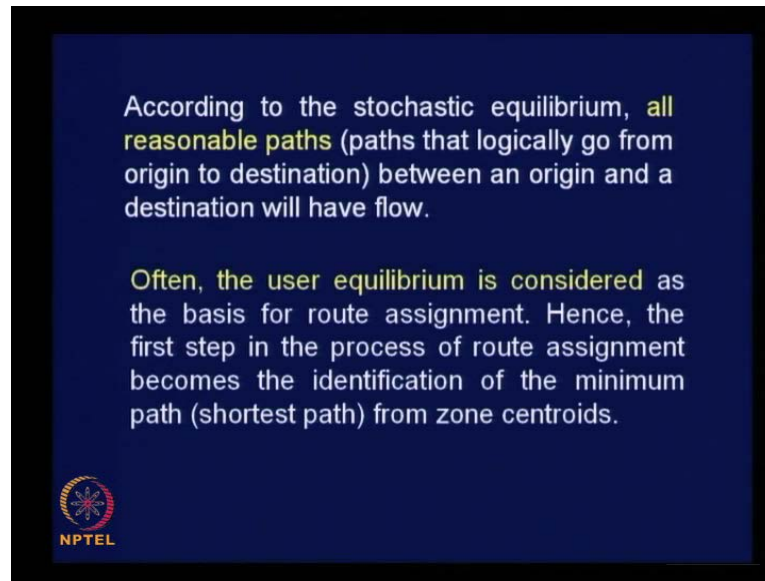 According to the stochastic equilibrium, all
reasonable paths (paths that logically go from
origin to destination) between an origin and a
destination will have flow.
Often, the user equilibrium is considered as
the basis for route assignment. Hence, the
first step in the process of route assignment
becomes the identification of the minimum
path (shortest path) from zone centroids.
NPTEL